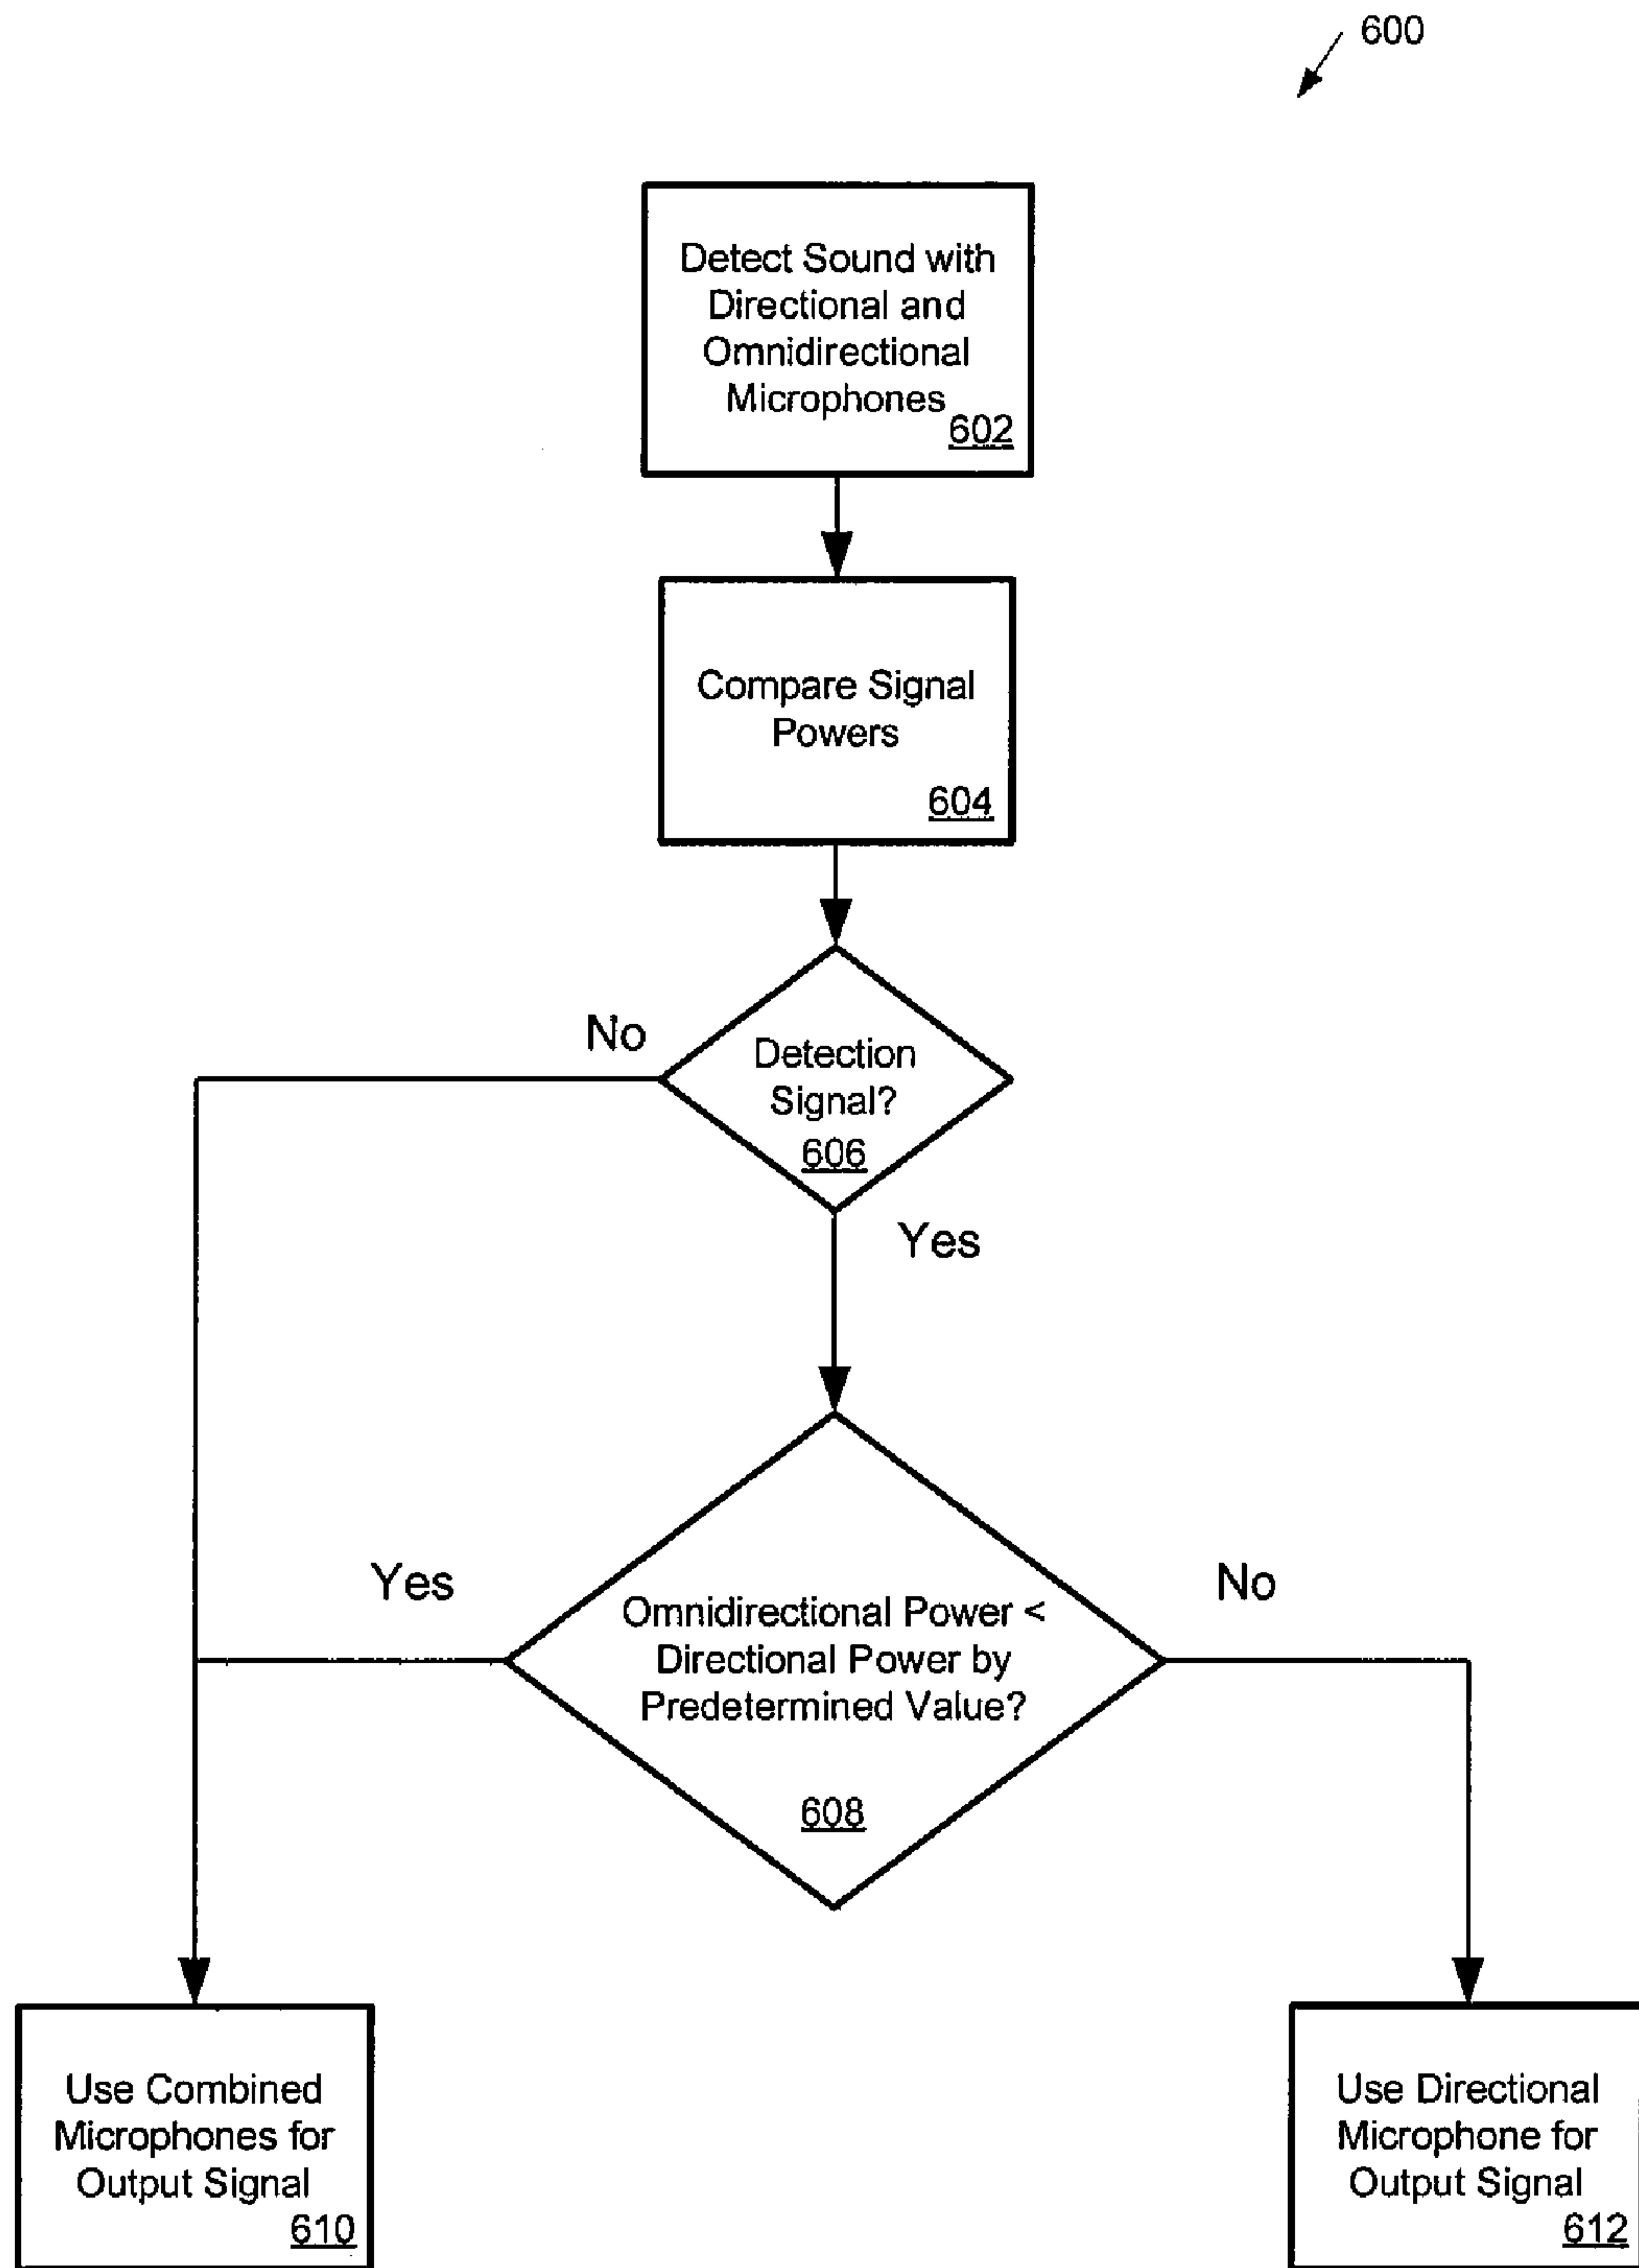 600
Detect Sound with
Directional and
Omnidirectional
Microphones
602
Compare Signal
Powers
604
No
Detection
Signal?
606
Yes
Yes
No
Omnidirectional Power <
Directional Power by
Predetermined Value?
608
Use Combined
Microphones for
Output Signal
610
Use Directional
Microphone for
Output Signal
612